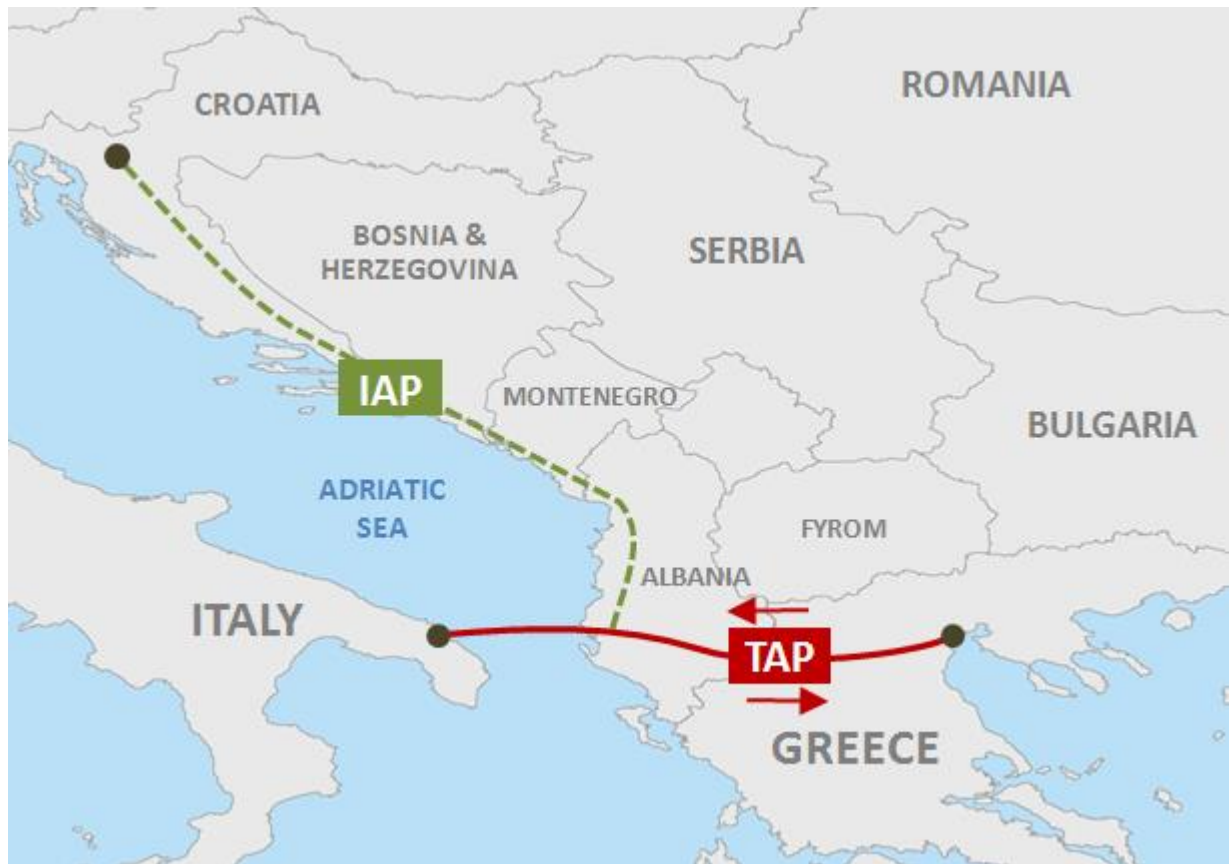 ROMANIA
CROATIA
BOSNIA &
HERZEGOVINA
SERBIA
IAP
MONTENEGRO
BULGARIA
ADRIATIC
SEA
FYROM
ALBANIA
ITALY
TAP
GREECE